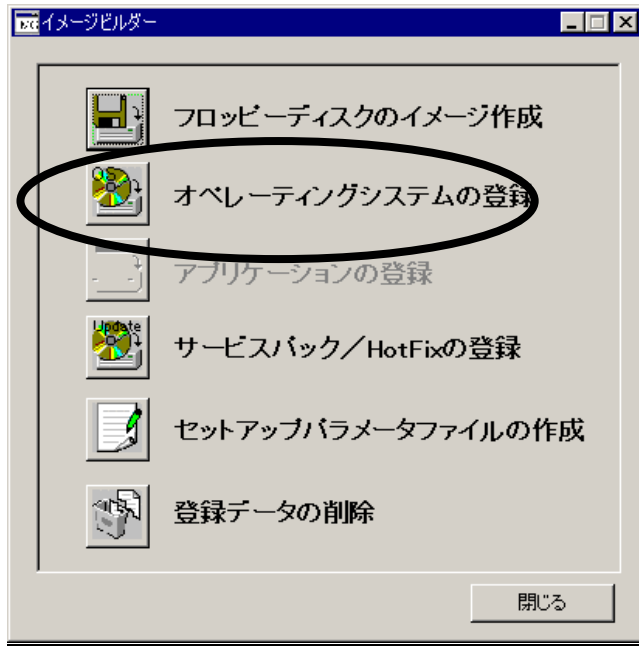 イメージビルダー
フロッピーディスクのイメージ作成
OS
オペレーティングシステムの登録
アプリケーションの登録
Update
サービスパック／HotFixの登録
セットアップパラメータファイルの作成
登録データの削除
閉じる